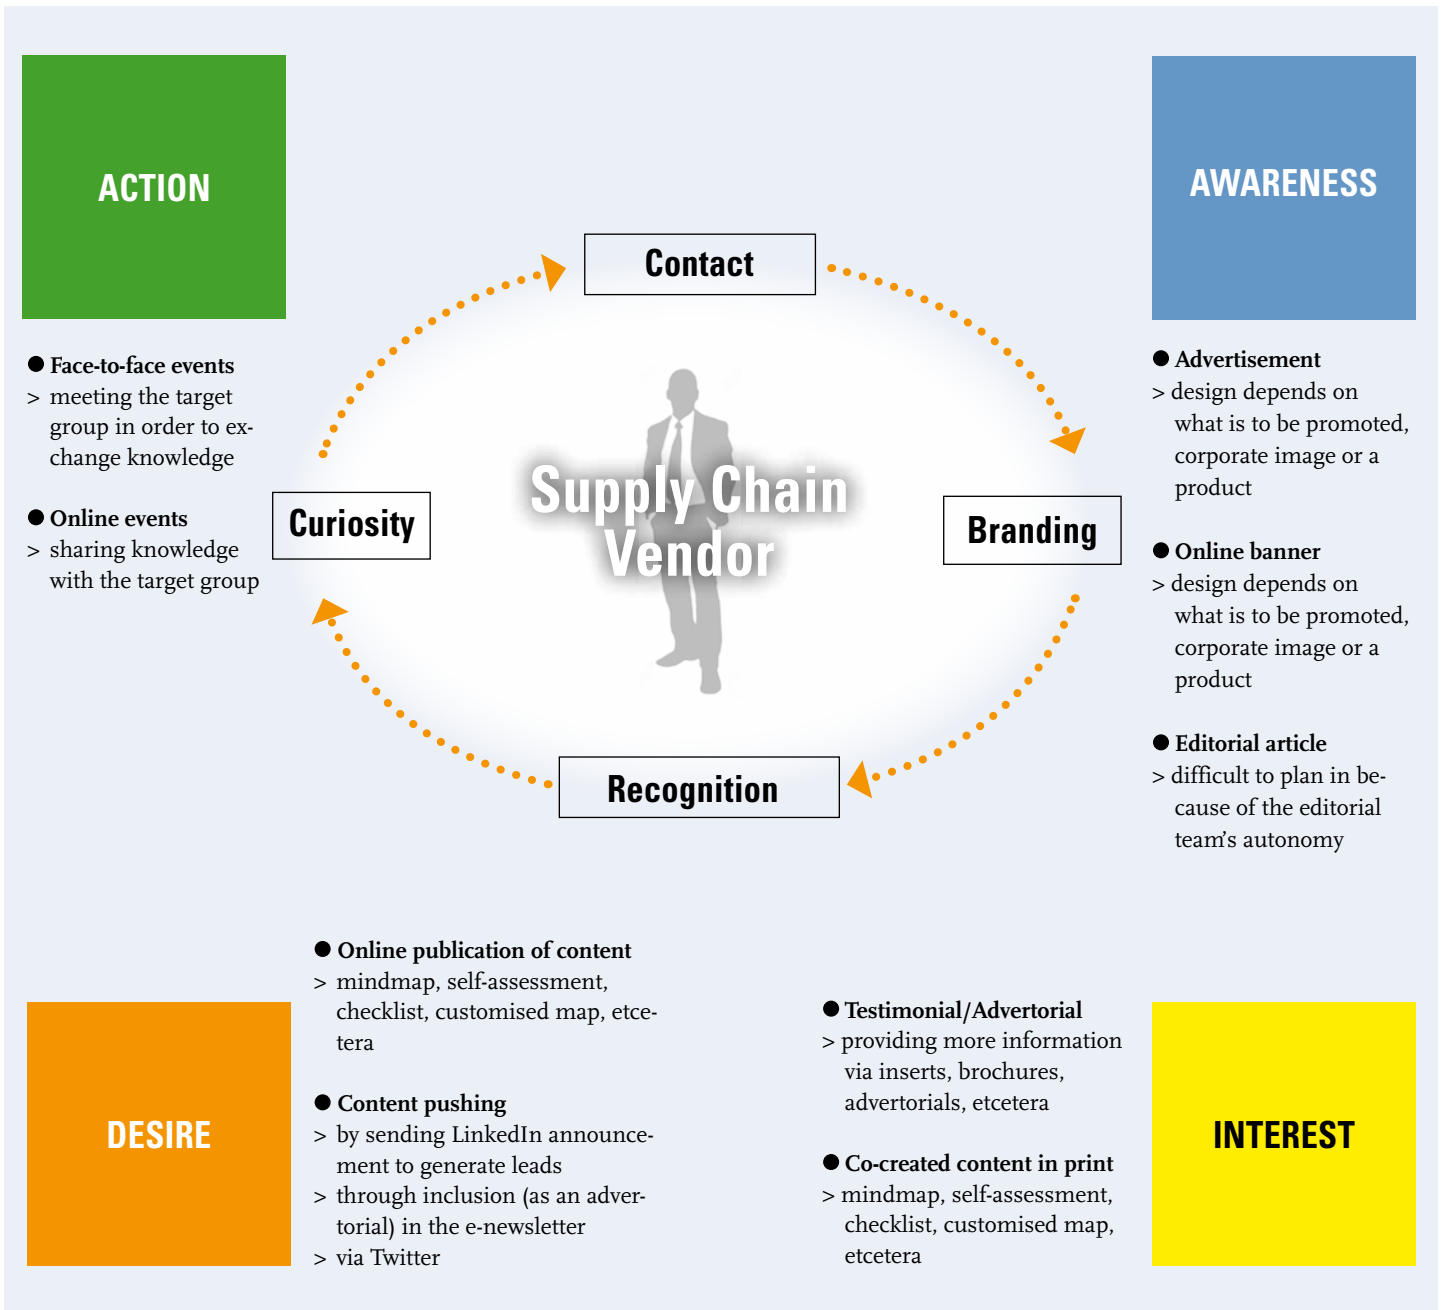 ACTION
AWARENESS
Contact
● Face-to-face events
> meeting the target
group in order to ex-
change knowledge
● Online events
> sharing knowledge
with the target group
Curiosity
Supply Chain
Vendor
Branding
Recognition
● Advertisement
> design depends on
what is to be promoted,
corporate image or a
product
● Online banner
> design depends on
what is to be promoted,
corporate image or a
product
● Editorial article
> difficult to plan in be-
cause of the editorial
team's autonomy
DESIRE
● Online publication of content
> mindmap, self-assessment,
checklist, customised map, etce-
tera
● Content pushing
> by sending LinkedIn announce-
ment to generate leads
> through inclusion (as an adver-
torial) in the e-newsletter
> via Twitter
● Testimonial/Advertorial
> providing more information
via inserts, brochures,
advertorials, etcetera
● Co-created content in print
> mindmap, self-assessment,
checklist, customised map,
etcetera
INTEREST